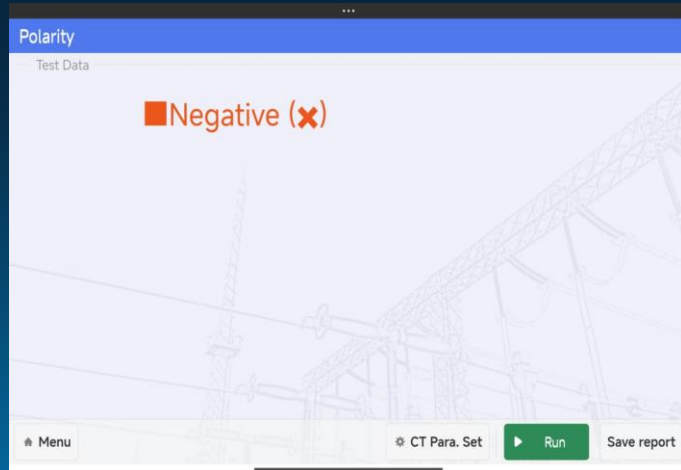 Polarity
Test Data
■Negative (✖)
Menu
CT Para. Set
Run
Save report